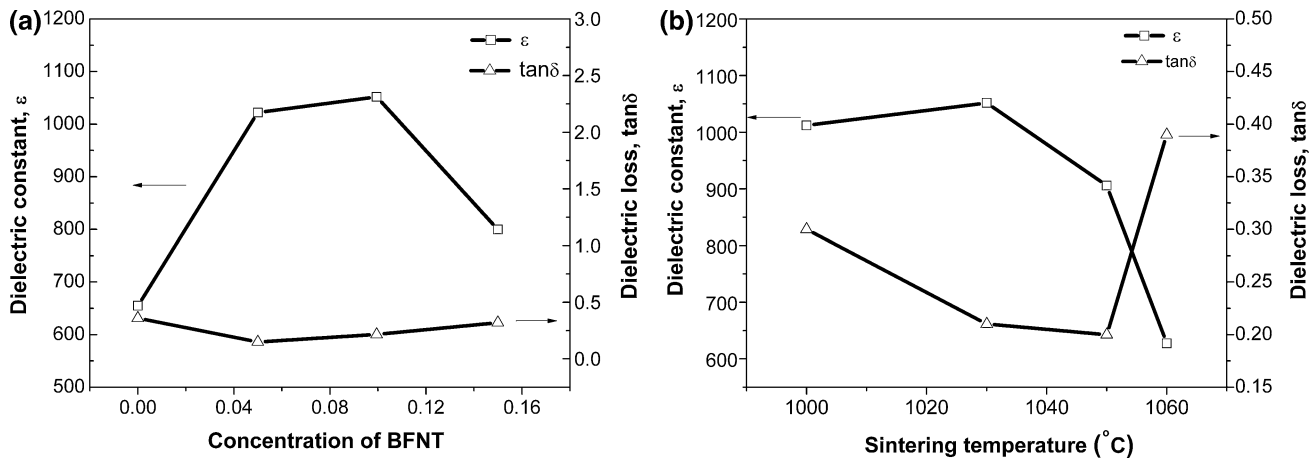 (a)
1200
1100
1000
900
800
700
600
500
Dielectric constant, ε
ε
tanδ
3.0
2.5
2.0
1.5
1.0
0.5
0.0
Dielectric loss, tanδ
0.00 0.04 0.08 0.12 0.16
Concentration of BFNT
(b)
1200
1100
1000
900
800
700
600
Dielectric constant, ε
ε
tanδ
0.50
0.45
0.40
0.35
0.30
0.25
0.20
0.15
Dielectric loss, tanδ
1000 1020 1040 1060
Sintering temperature (°C)